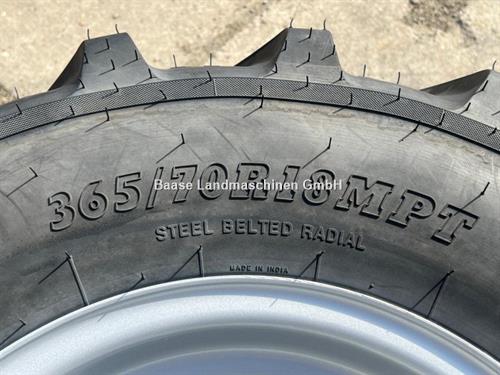 365/70R18MPT
Baase Landmaschinen GmbH
STEEL BELTED RADIAL
MADE IN INDIA